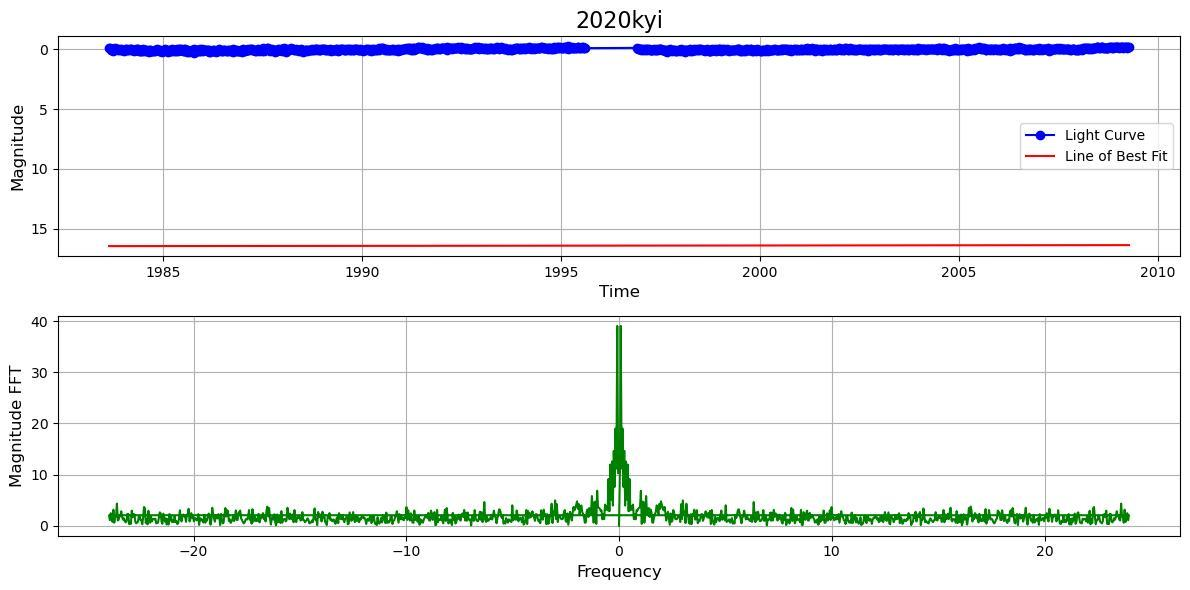 2020kyi
0
5
10
15
Magnitude
Light Curve
Line of Best Fit
1985
1990
1995
2000
2005
2010
Time
40
30
20
10
0
Magnitude FFT
−20
−10
0
10
20
Frequency